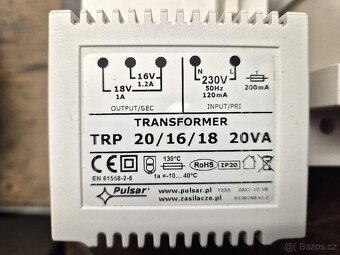 16V
18V
1.2A
1A
N
L
230V
50Hz
120mA
200mA
OUTPUT/SEC
INPUT/PRI
TRANSFORMER
TRP 20/16/18 20VA
130°C
RoHS
IP20
EN 61558-2-6
ta =-10... 40°C
Pulsar®
www.pulsar.pl
www.zasilacze.pl
Bazos.cz